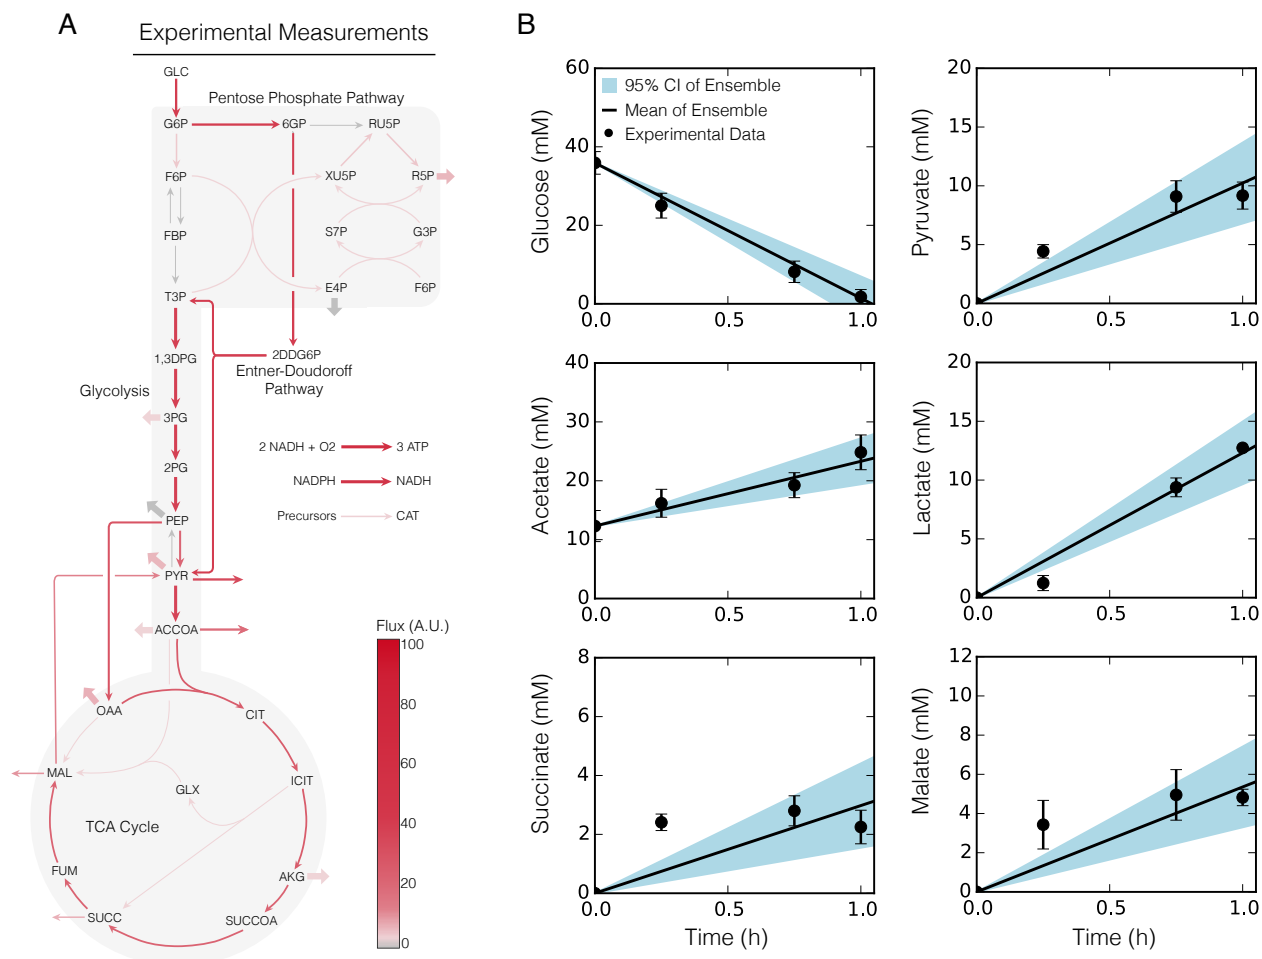 A
Experimental Measurements
GLC
Pentose Phosphate Pathway
G6P
6GP
RU5P
F6P
XU5P
R5P
FBP
S7P
G3P
T3P
E4P
F6P
1,3DPG
2DDG6P
Entner-Doudoroff
Pathway
Glycolysis
3PG
2 NADH + O2
3 ATP
2PG
NADPH
NADH
PEP
Precursors
CAT
PYR
ACCOA
Flux (A.U.)
100
80
60
40
20
0
OAA
CIT
MAL
ICIT
GLX
TCA Cycle
FUM
AKG
SUCC
SUCCOA
B
Glucose (mM)
60
40
20
0
0.0
0.5
1.0
95% CI of Ensemble
Mean of Ensemble
Experimental Data
Pyruvate (mM)
20
15
10
5
0
0.0
0.5
1.0
Acetate (mM)
40
30
20
10
0
0.0
0.5
1.0
Lactate (mM)
20
15
10
5
0
0.0
0.5
1.0
Succinate (mM)
8
6
4
2
0
0.0
0.5
1.0
Time (h)
Malate (mM)
12
10
8
6
4
2
0
0.0
0.5
1.0
Time (h)